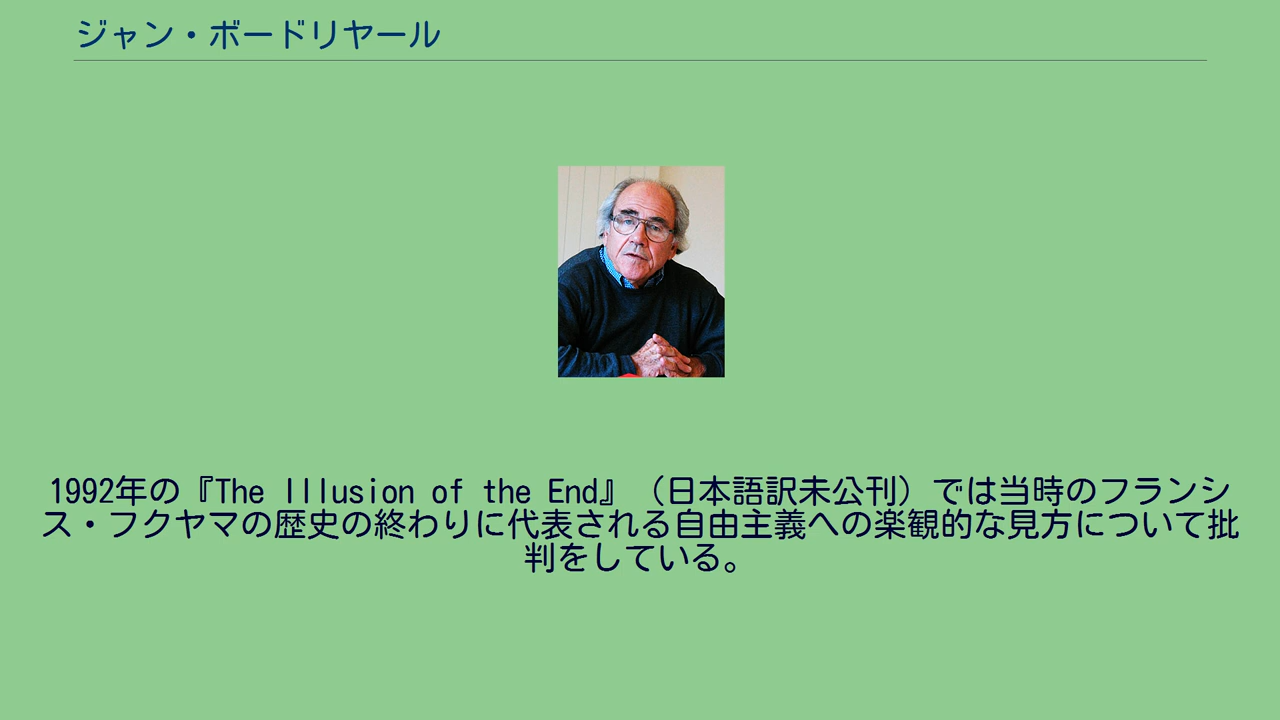 ジャン・ボードリヤール
1992年の『The Illusion of the End』（日本語訳未公刊）では当時のフランシ
ス・フクヤマの歴史の終わりに代表される自由主義への楽観的な見方について批
判をしている。